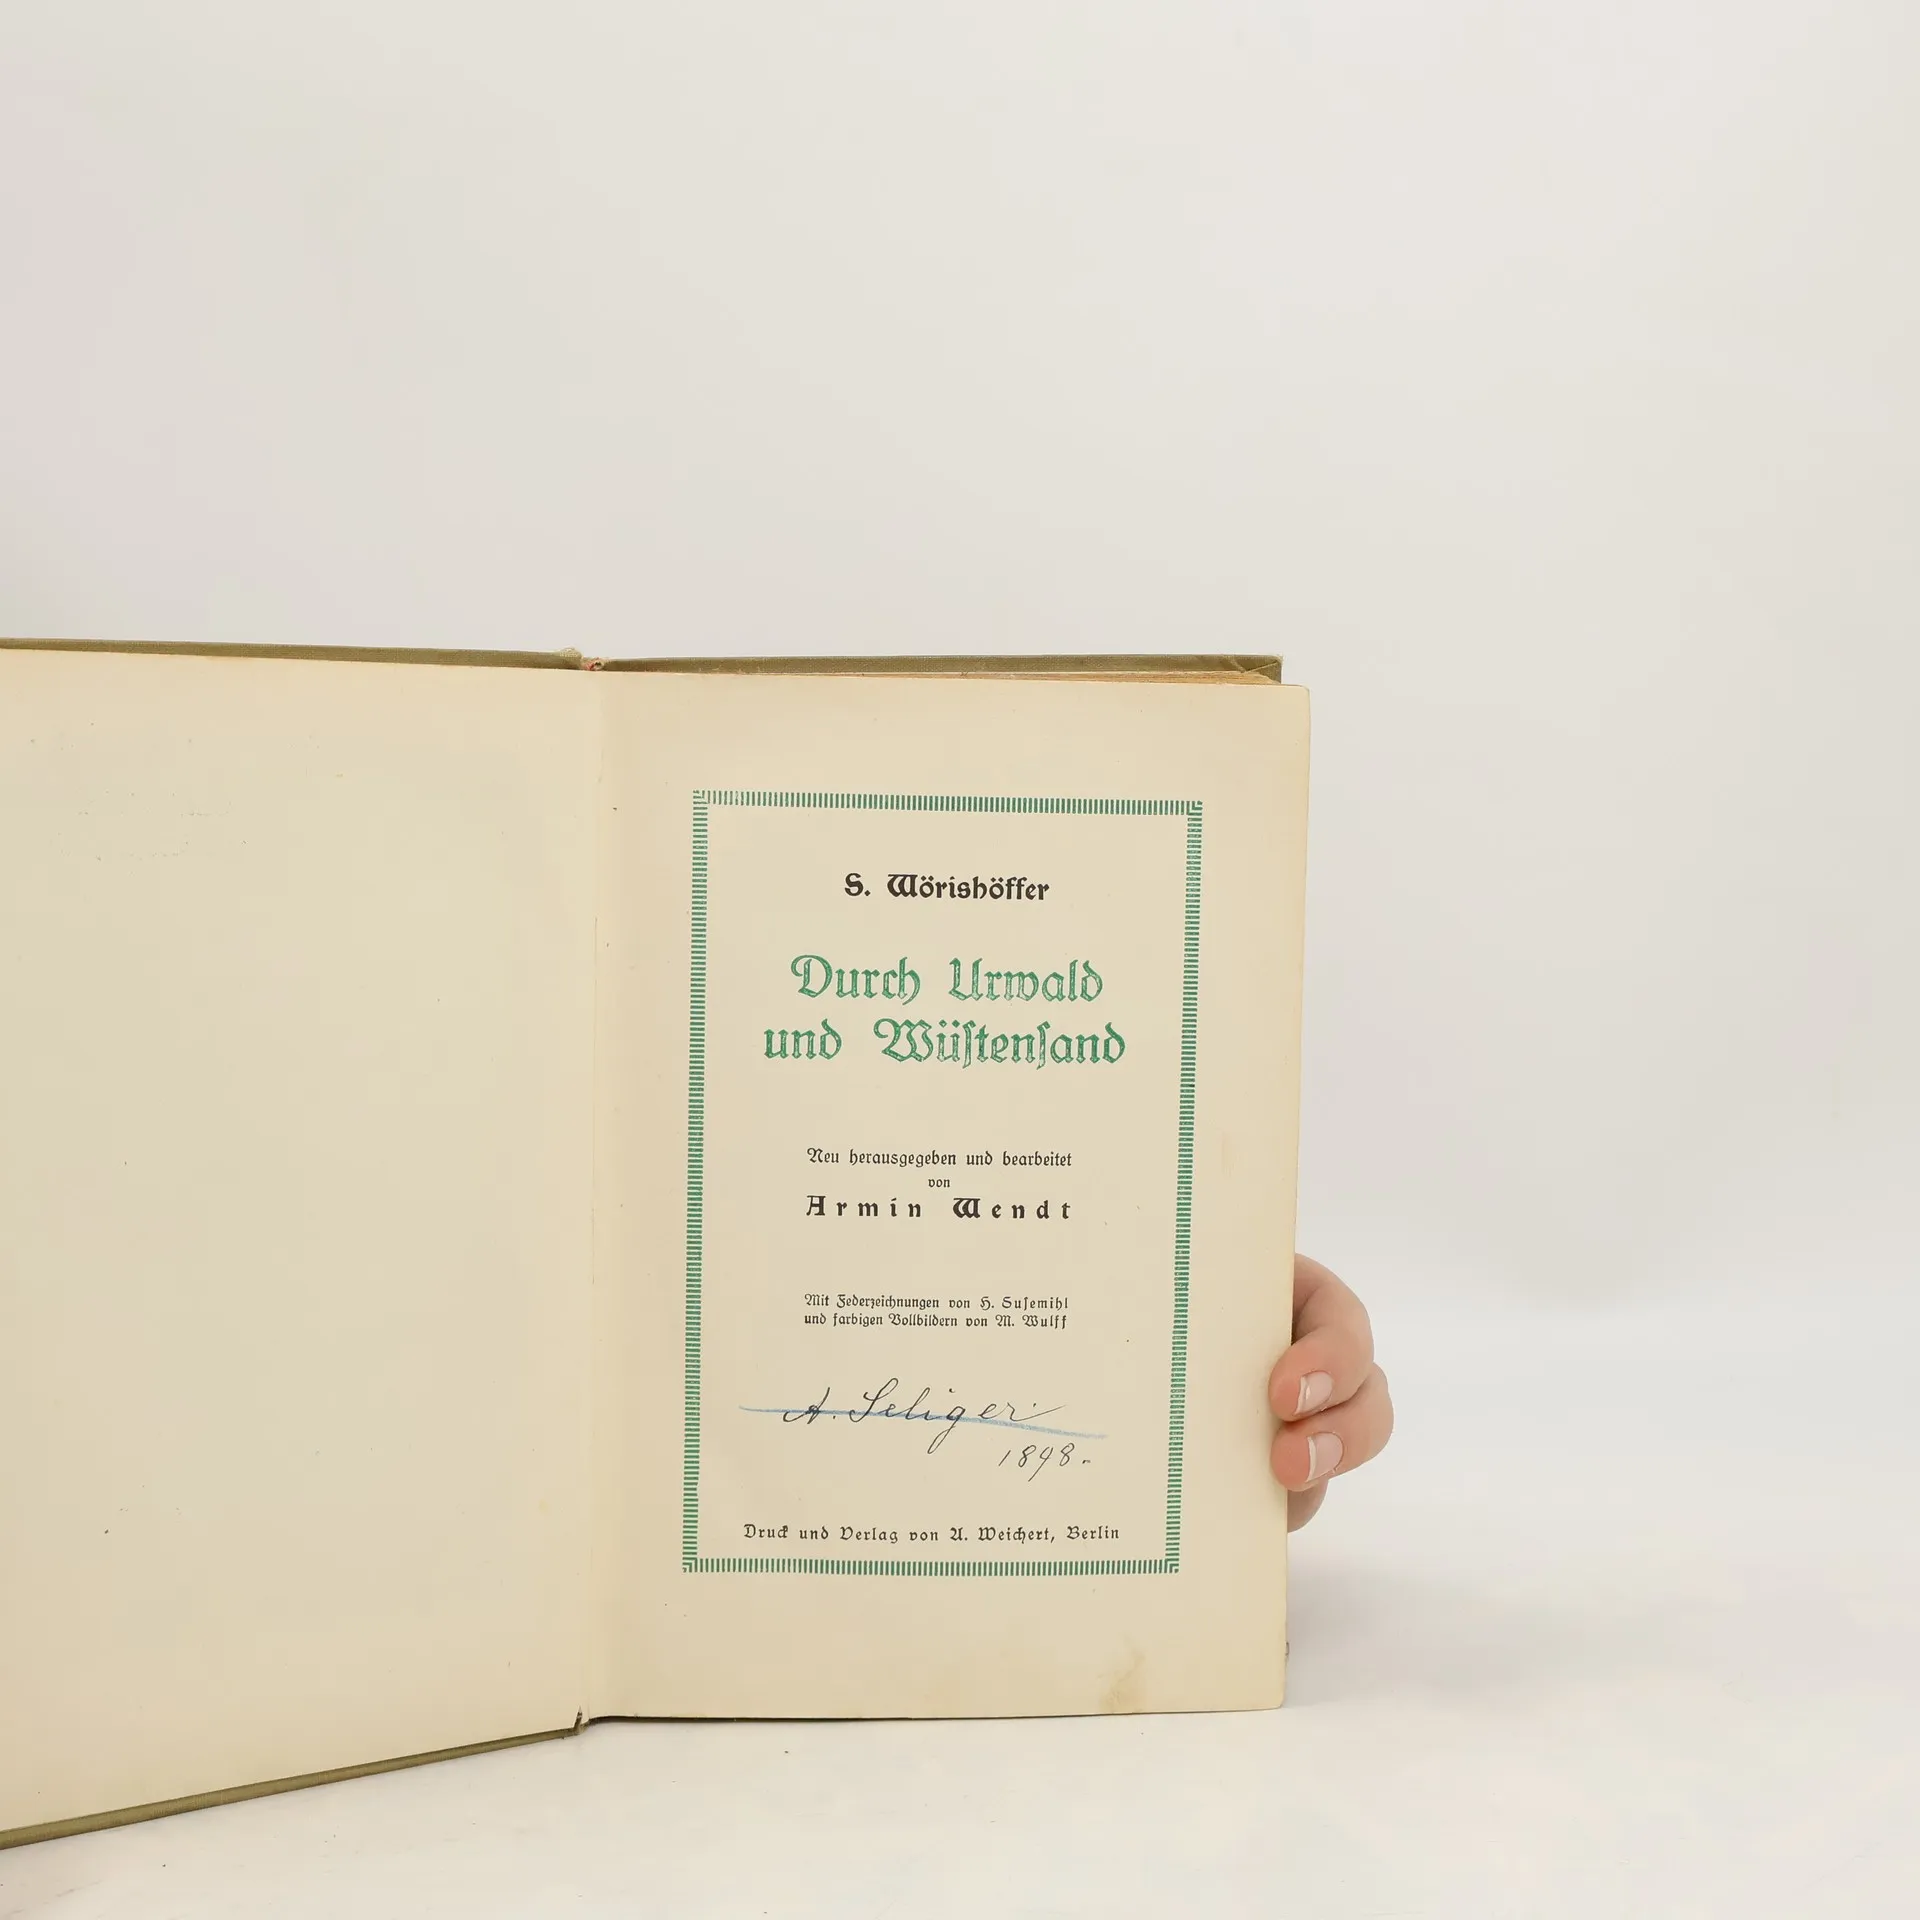 S. Wörishöffer
Durch Urwald
und Wüſtenſand
Neu herausgegeben und bearbeitet
von
Armin Wendt
Mit Federzeichnungen von H. Suſemihl
und farbigen Vollbildern von M. Wulff
A. Seliger
1898.
Druck und Verlag von A. Weichert, Berlin